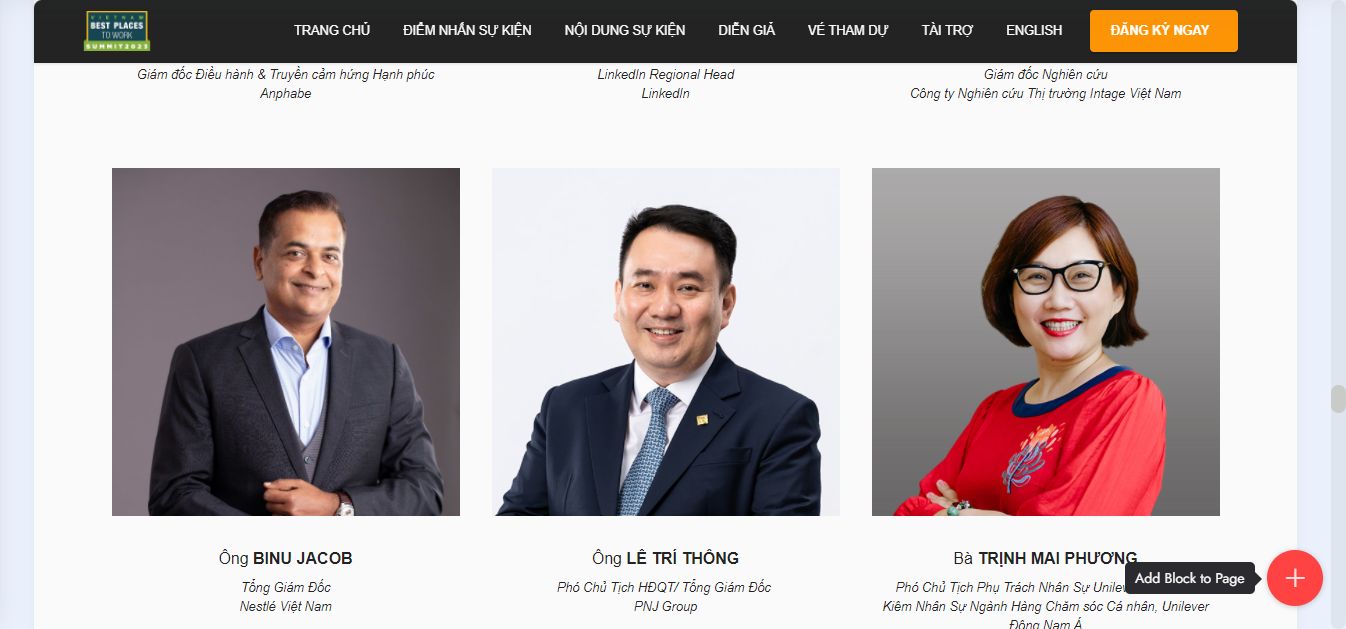 VIETNAM
BEST PLACES
TO WORK
SUMMIT2023
TRANG CHỦ
ĐIỂM NHẤN SỰ KIỆN
NỘI DUNG SỰ KIỆN
DIỄN GIẢ
VÉ THAM DỰ
TÀI TRỢ
ENGLISH
ĐĂNG KÝ NGAY
Giám đốc Điều hành & Truyền cảm hứng Hạnh phúc
Anphabe
LinkedIn Regional Head
LinkedIn
Giám đốc Nghiên cứu
Công ty Nghiên cứu Thị trường Intage Việt Nam
Ông BINU JACOB
Tổng Giám Đốc
Nestlé Việt Nam
Ông LÊ TRÍ THÔNG
Phó Chủ Tịch HĐQT/ Tổng Giám Đốc
PNJ Group
Bà TRỊNH MAI PHƯƠNG
Phó Chủ Tịch Phụ Trách Nhân Sự
Kiêm Nhân Sự Ngành Hàng Chăm sóc Cá nhân, Unilever
Đông Nam Á
Add Block to Page